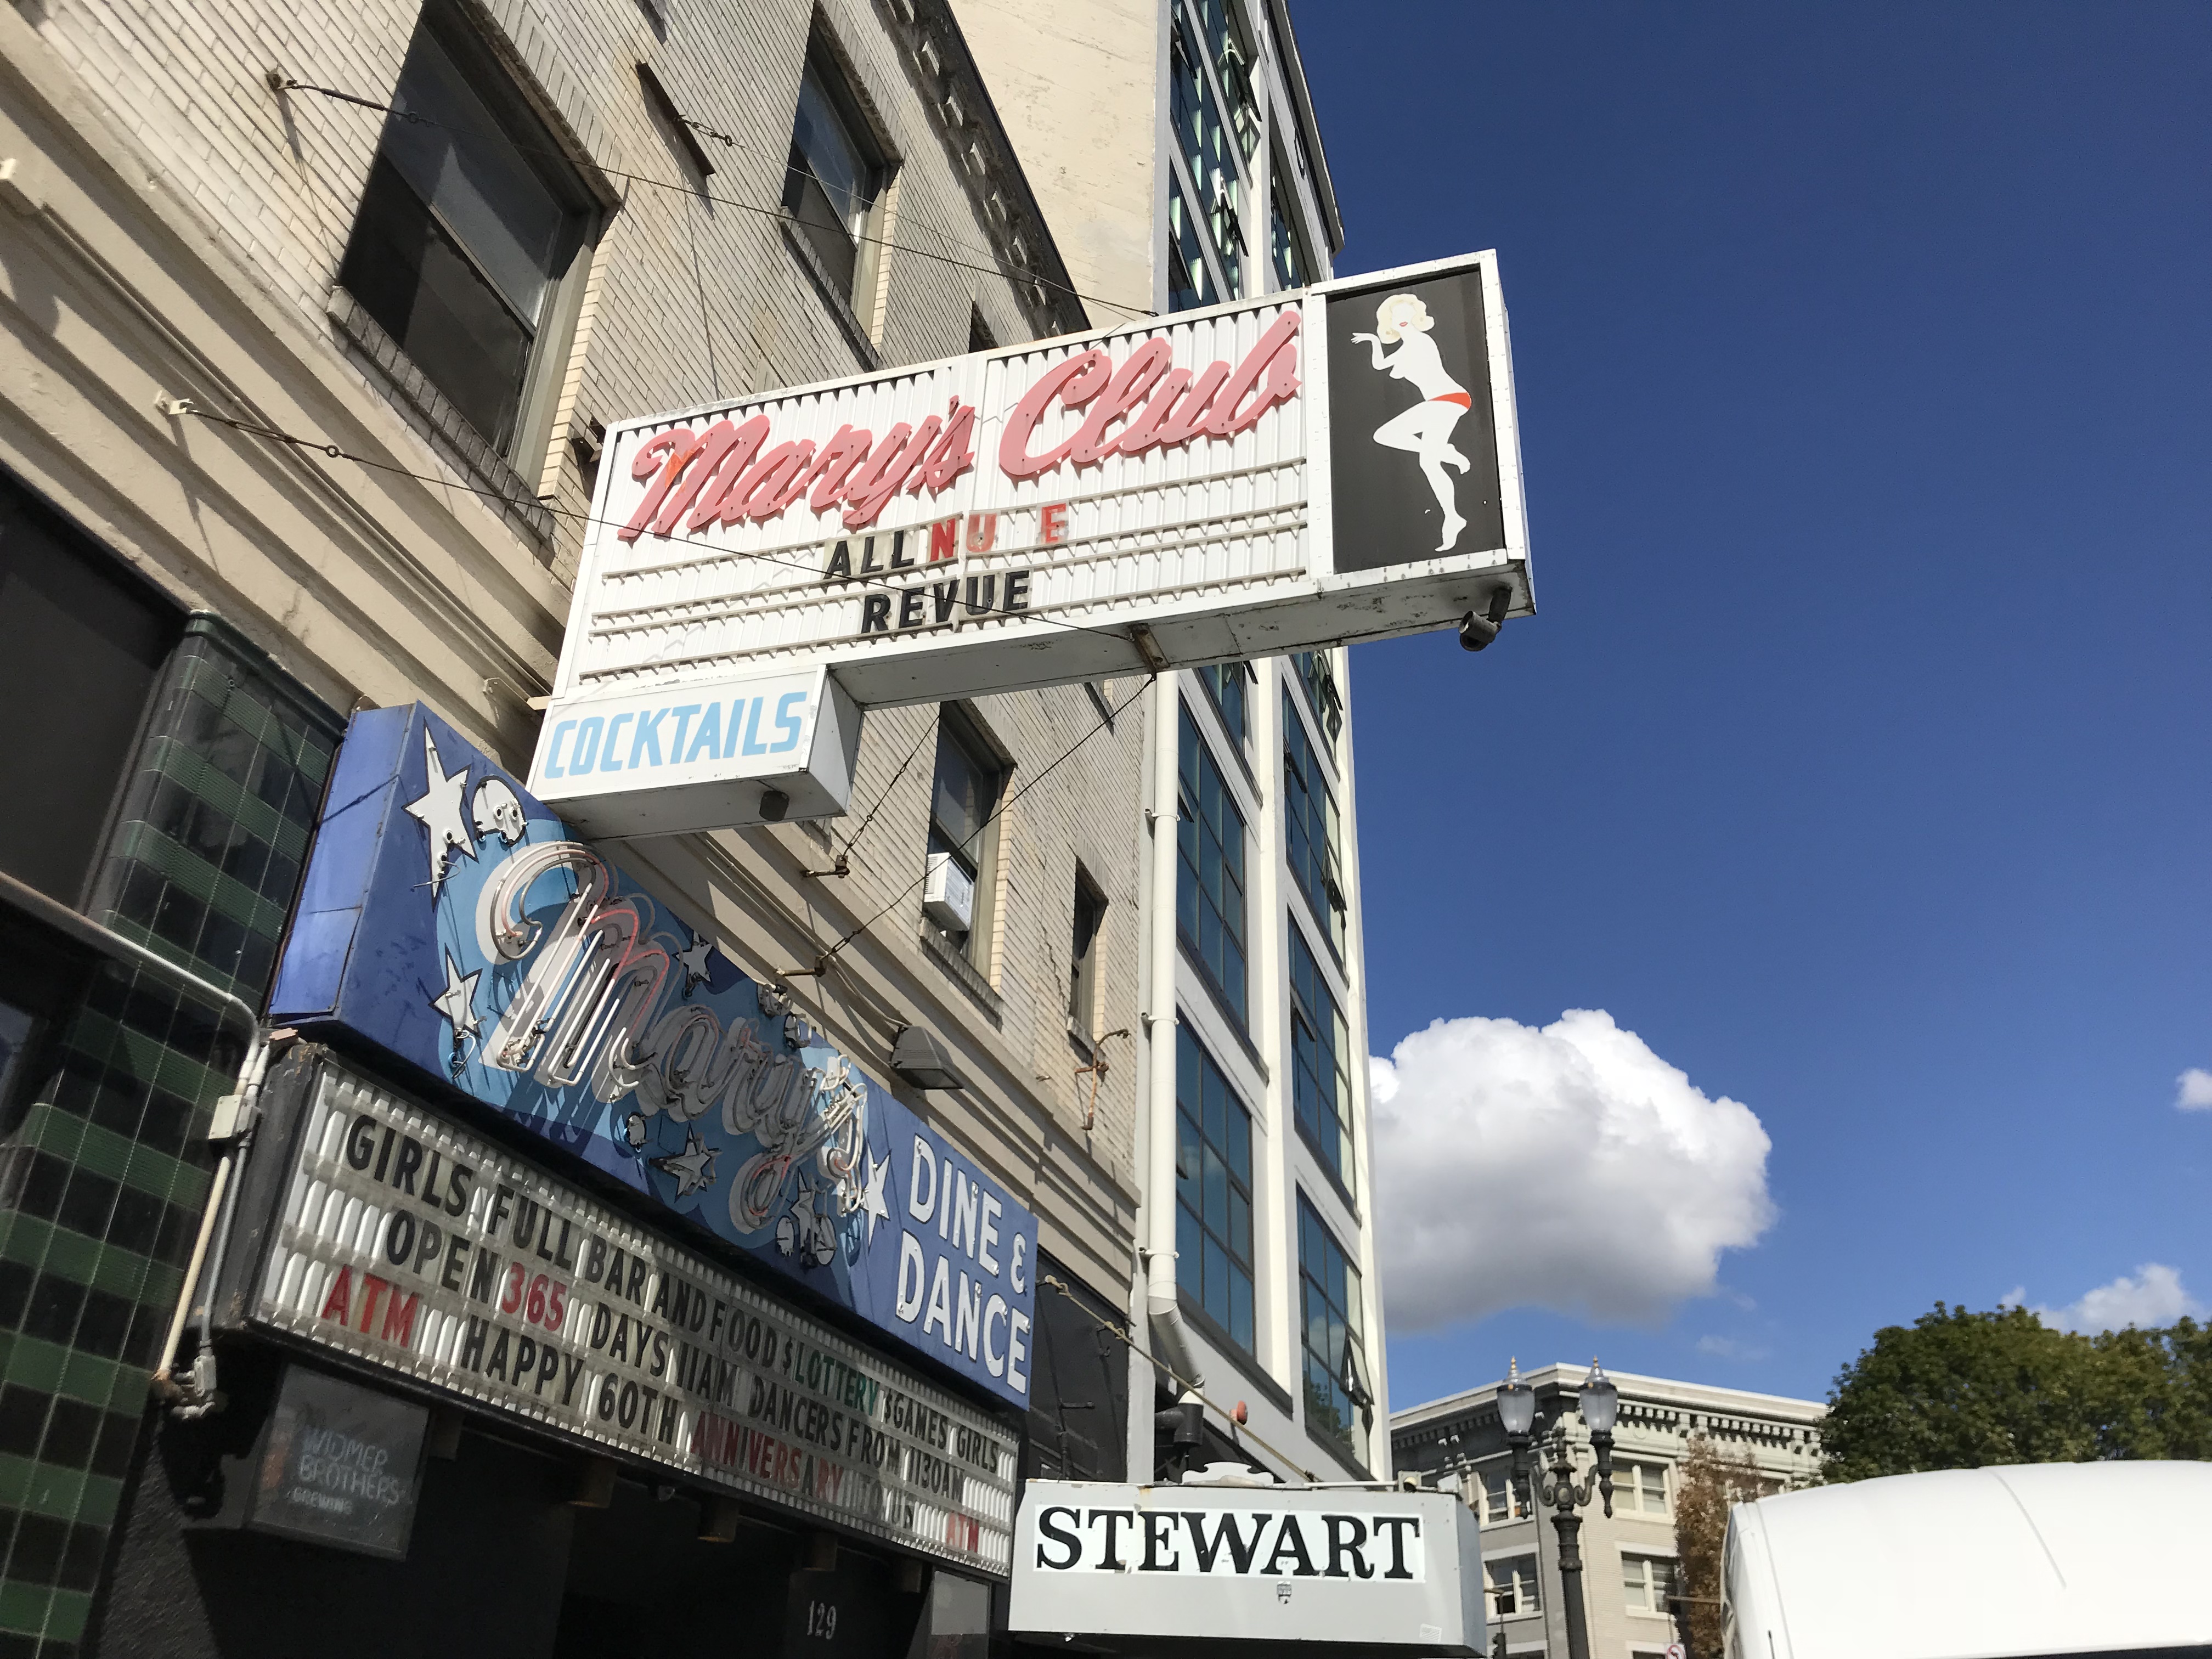 Mary's Club
ALL NU E
REVUE
COCKTAILS
Mary's
DINE &
DANCE
GIRLS FULL BAR AND FOOD $LOTTERY $GAMES GIRLS
OPEN 365 DAYS 11AM DANCERS FROM 1130AM
ATM HAPPY 60TH ANNIVERSARY TO US ATM
WIDMER
BROTHERS
BREWING
129
STEWART